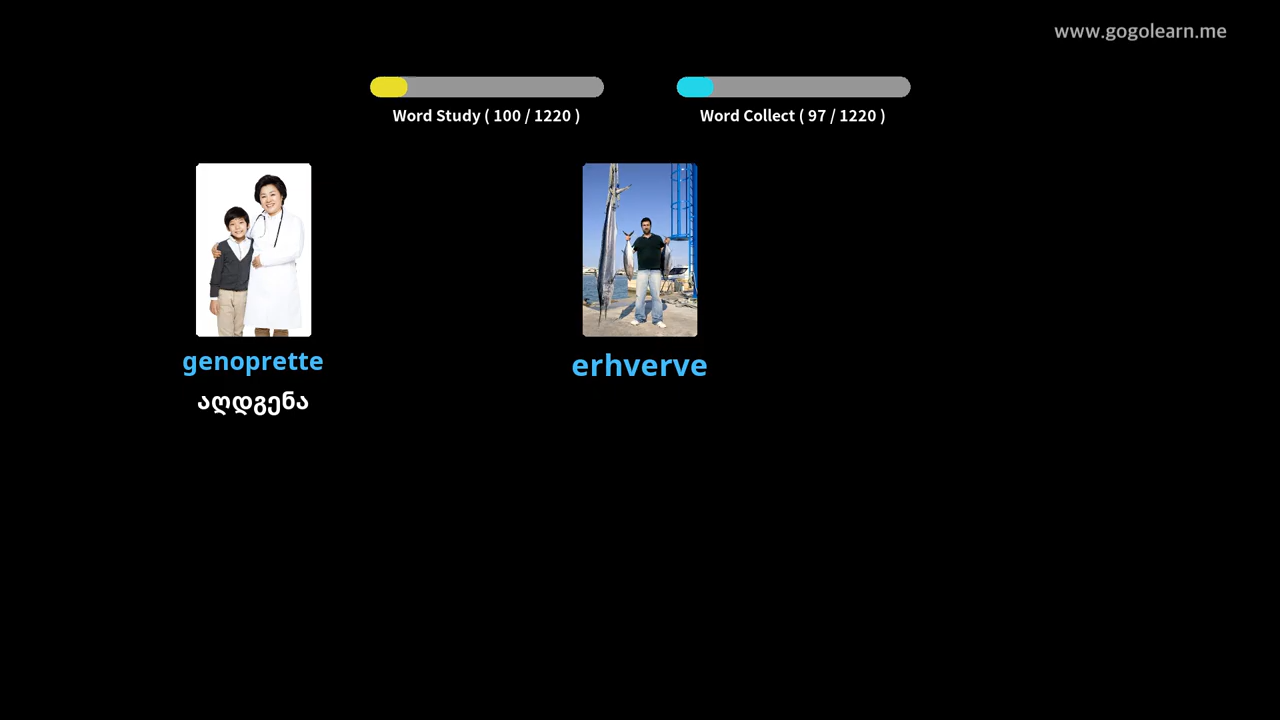 www.gogolearn.me
Word Study ( 100 / 1220 )
Word Collect ( 97 / 1220 )
genoprette
აღდგენა
erhverve